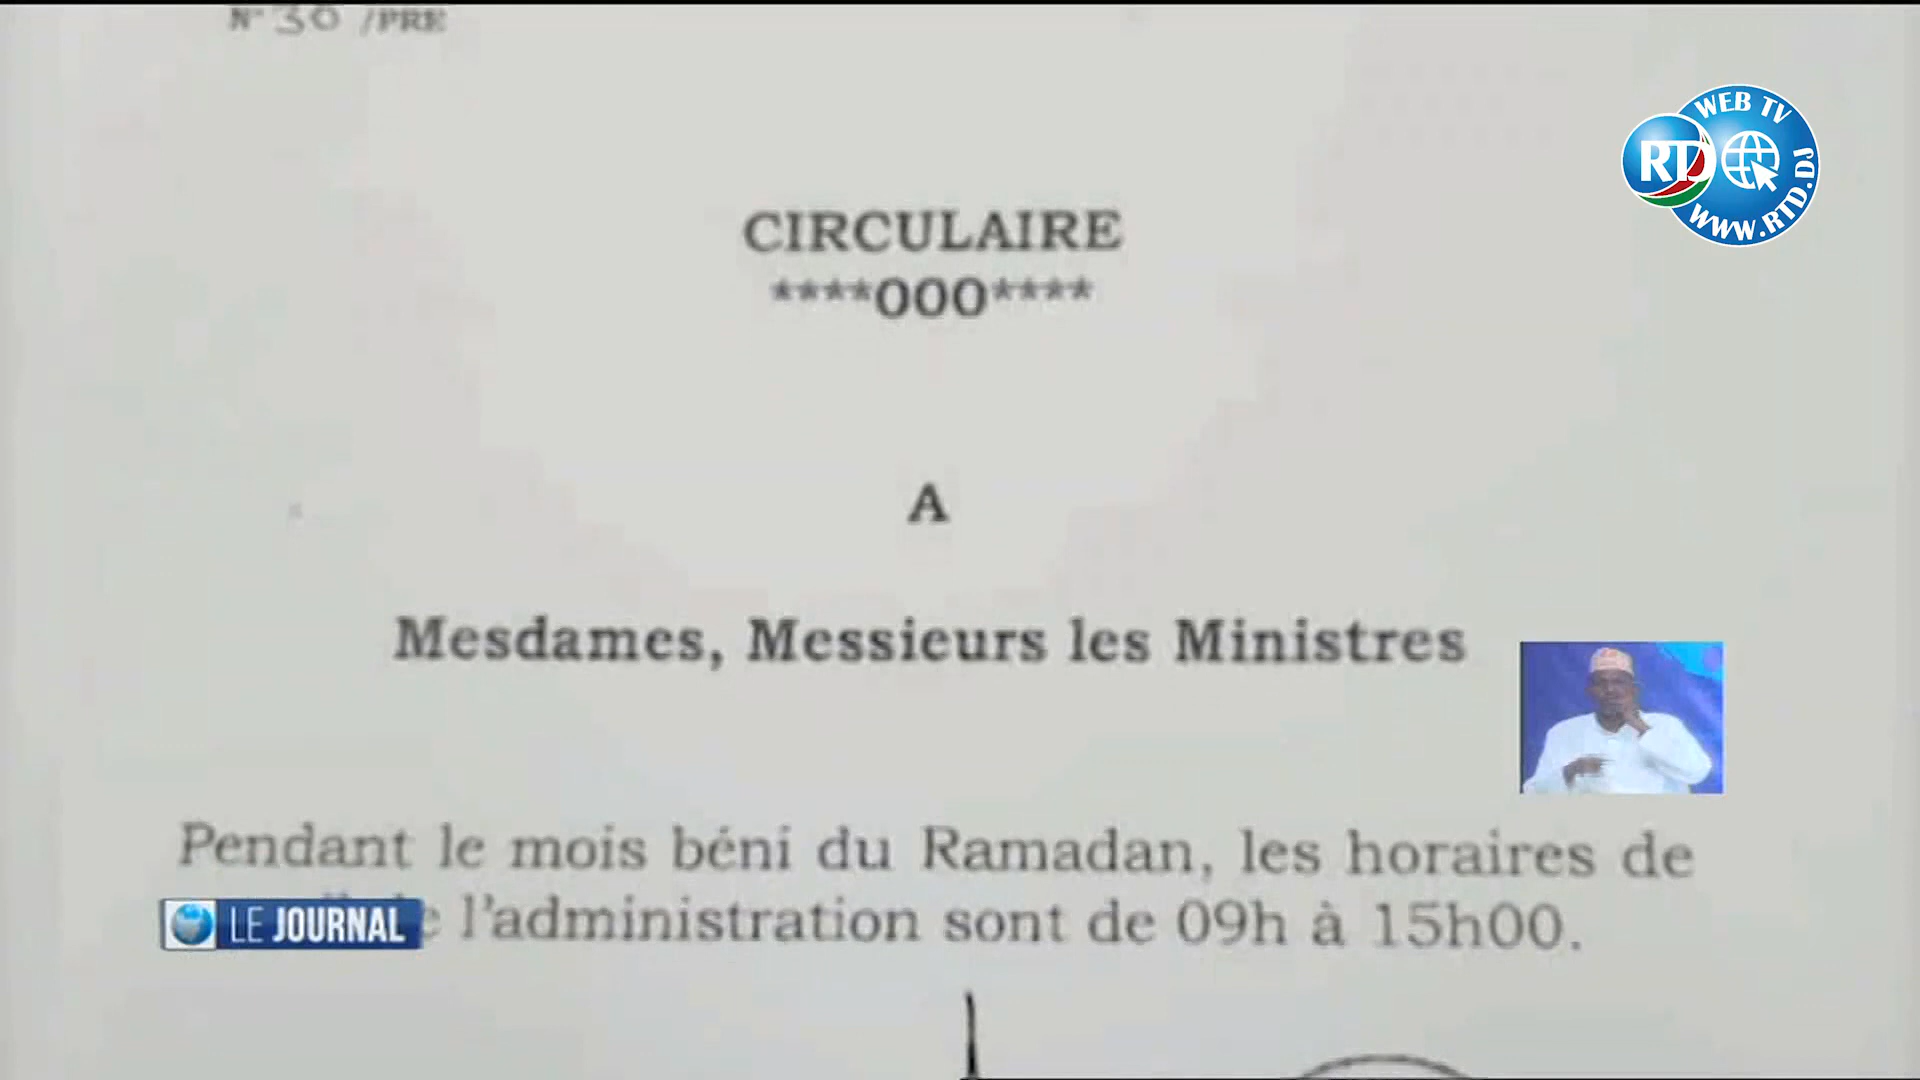 N° 30 /PRE
WEB TV
RTD
WWW.RTD.DJ
CIRCULAIRE
****000****
A
Mesdames, Messieurs les Ministres
Pendant le mois béni du Ramadan, les horaires de
l'administration sont de 09h à 15h00.
LE JOURNAL